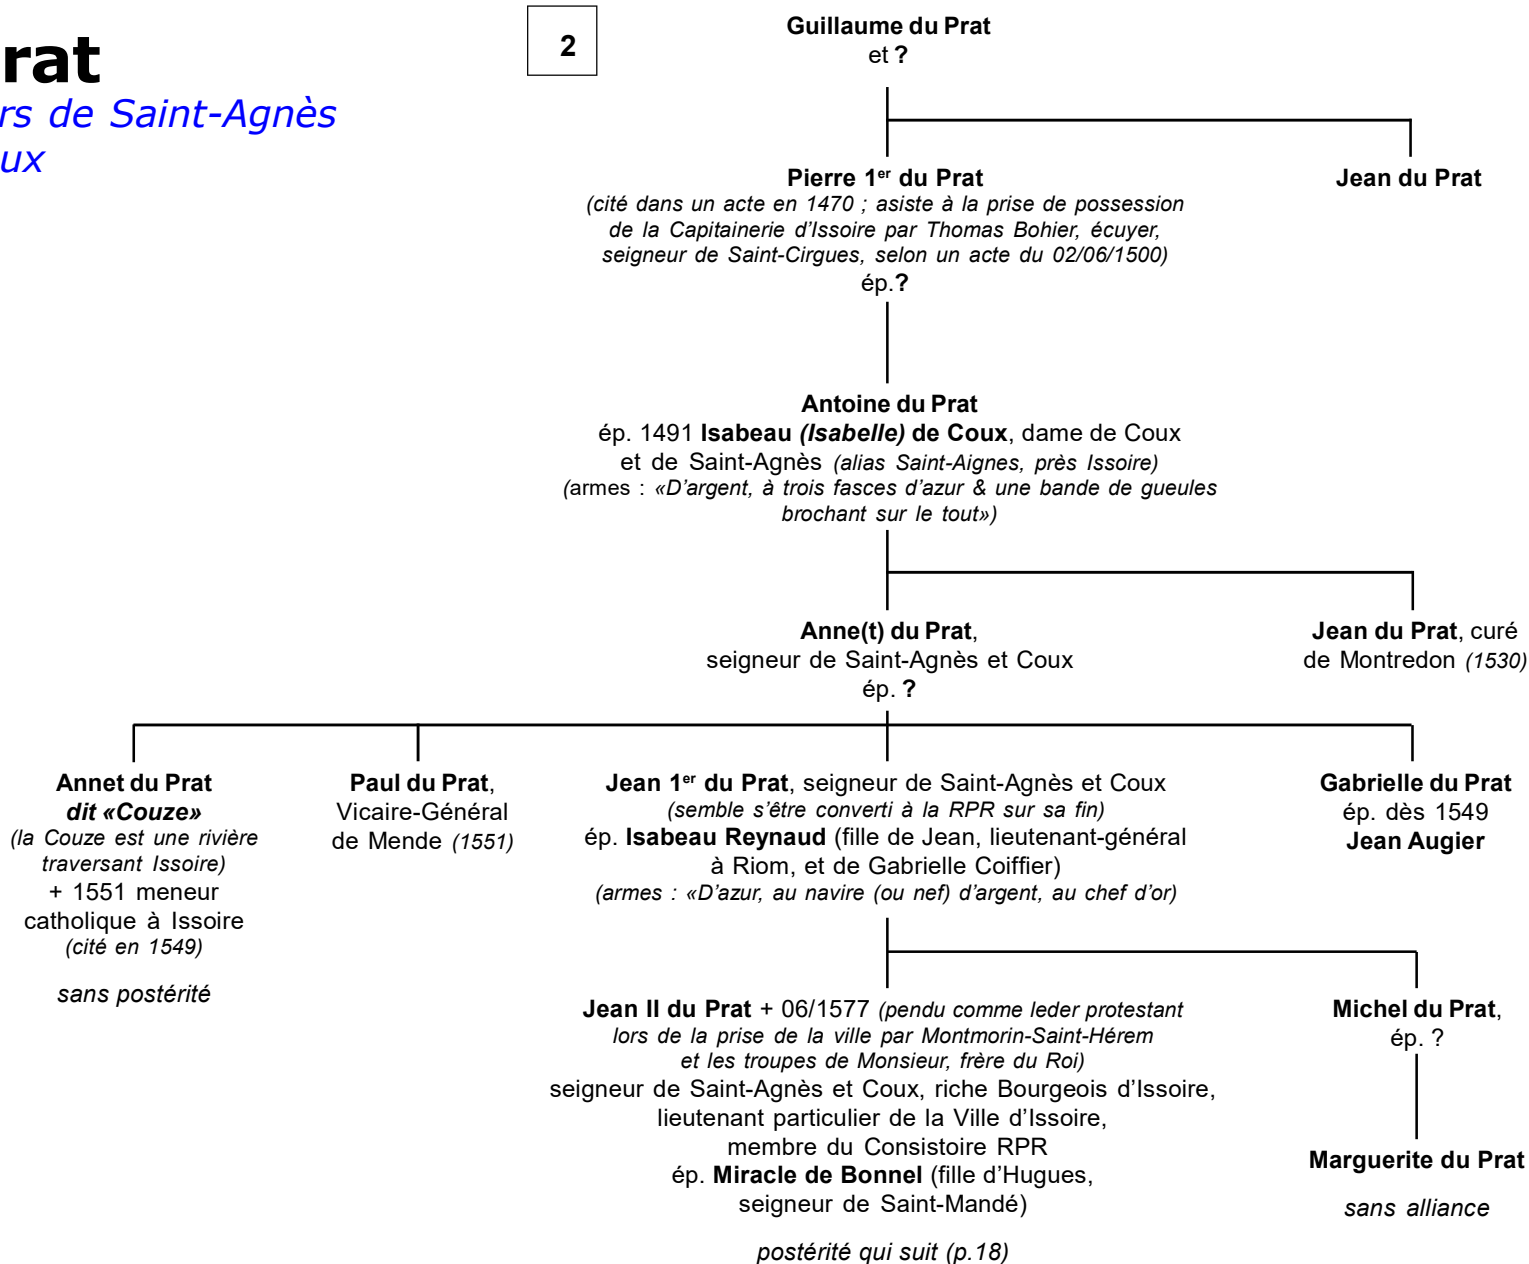 rat
rs de Saint-Agnès
ux
2
Guillaume du Prat
et ?
Pierre 1er du Prat
(cité dans un acte en 1470 ; asiste à la prise de possession
de la Capitainerie d'Issoire par Thomas Bohier, écuyer,
seigneur de Saint-Cirgues, selon un acte du 02/06/1500)
ép.?
Jean du Prat
Antoine du Prat
ép. 1491 Isabeau (Isabelle) de Coux, dame de Coux
et de Saint-Agnès (alias Saint-Aignes, près Issoire)
(armes : «D'argent, à trois fasces d'azur & une bande de gueules
brochant sur le tout»)
Anne(t) du Prat,
seigneur de Saint-Agnès et Coux
ép. ?
Jean du Prat, curé
de Montredon (1530)
Annet du Prat
dit «Couze»
(la Couze est une rivière
traversant Issoire)
+ 1551 meneur
catholique à Issoire
(cité en 1549)
sans postérité
Paul du Prat,
Vicaire-Général
de Mende (1551)
Jean 1er du Prat, seigneur de Saint-Agnès et Coux
(semble s'être converti à la RPR sur sa fin)
ép. Isabeau Reynaud (fille de Jean, lieutenant-général
à Riom, et de Gabrielle Coiffier)
(armes : «D'azur, au navire (ou nef) d'argent, au chef d'or)
Gabrielle du Prat
ép. dès 1549
Jean Augier
Jean II du Prat + 06/1577 (pendu comme leder protestant
lors de la prise de la ville par Montmorin-Saint-Hérem
et les troupes de Monsieur, frère du Roi)
seigneur de Saint-Agnès et Coux, riche Bourgeois d'Issoire,
lieutenant particulier de la Ville d'Issoire,
membre du Consistoire RPR
ép. Miracle de Bonnel (fille d'Hugues,
seigneur de Saint-Mandé)
postérité qui suit (p.18)
Michel du Prat,
ép. ?
Marguerite du Prat
sans alliance